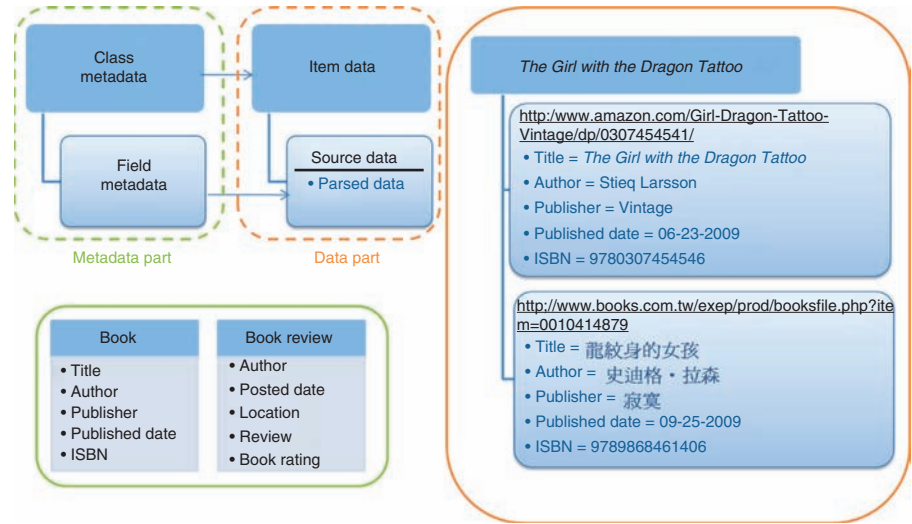 Class
metadata
Field
metadata
Metadata part
Item data
Source data
• Parsed data
Data part
Book
• Title
• Author
• Publisher
• Published date
• ISBN
Book review
• Author
• Posted date
• Location
• Review
• Book rating
The Girl with the Dragon Tattoo
http:/www.amazon.com/Girl-Dragon-Tattoo-
Vintage/dp/0307454541/
• Title = The Girl with the Dragon Tattoo
• Author = Stieq Larsson
• Publisher = Vintage
• Published date = 06-23-2009
• ISBN = 9780307454546
http;/www.books.com.tw/exep/prod/booksfile.php?ite
m=0010414879
• Title = 龍紋身的女孩
• Author = 史迪格・拉森
• Publisher = 寂寞
• Published date = 09-25-2009
• ISBN = 9789868461406